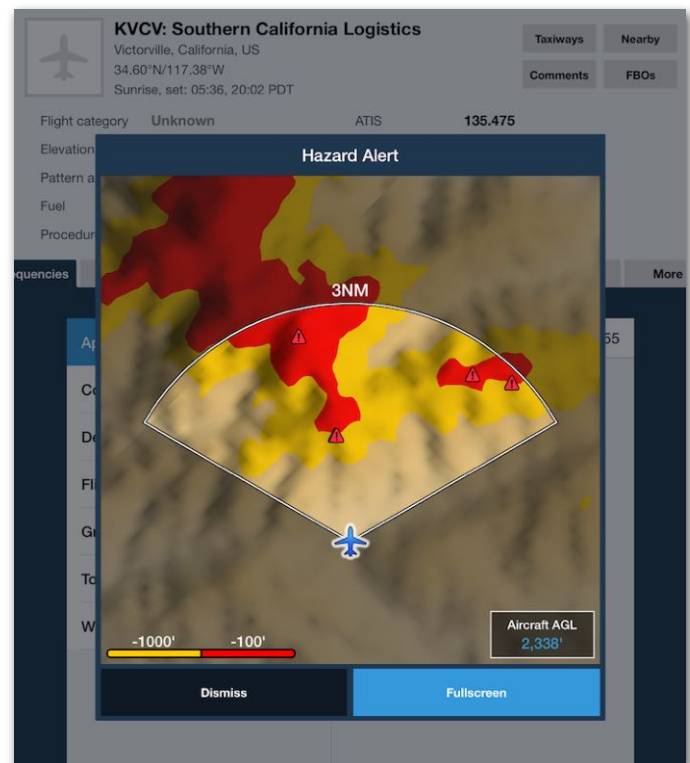 KVCV: Southern California Logistics
Victorville, California, US
34.60°N/117.38°W
Sunrise, set: 05:36, 20:02 PDT
Taxiways
Nearby
Comments
FBOs
Flight category Unknown
ATIS 135.475
Elevation
Pattern a
Fuel
Procedur
equencies
More
Hazard Alert
3NM
Ap
55
Co
De
Fli
Gr
To
W
-1000' -100'
Aircraft AGL
2,338'
Dismiss
Fullscreen